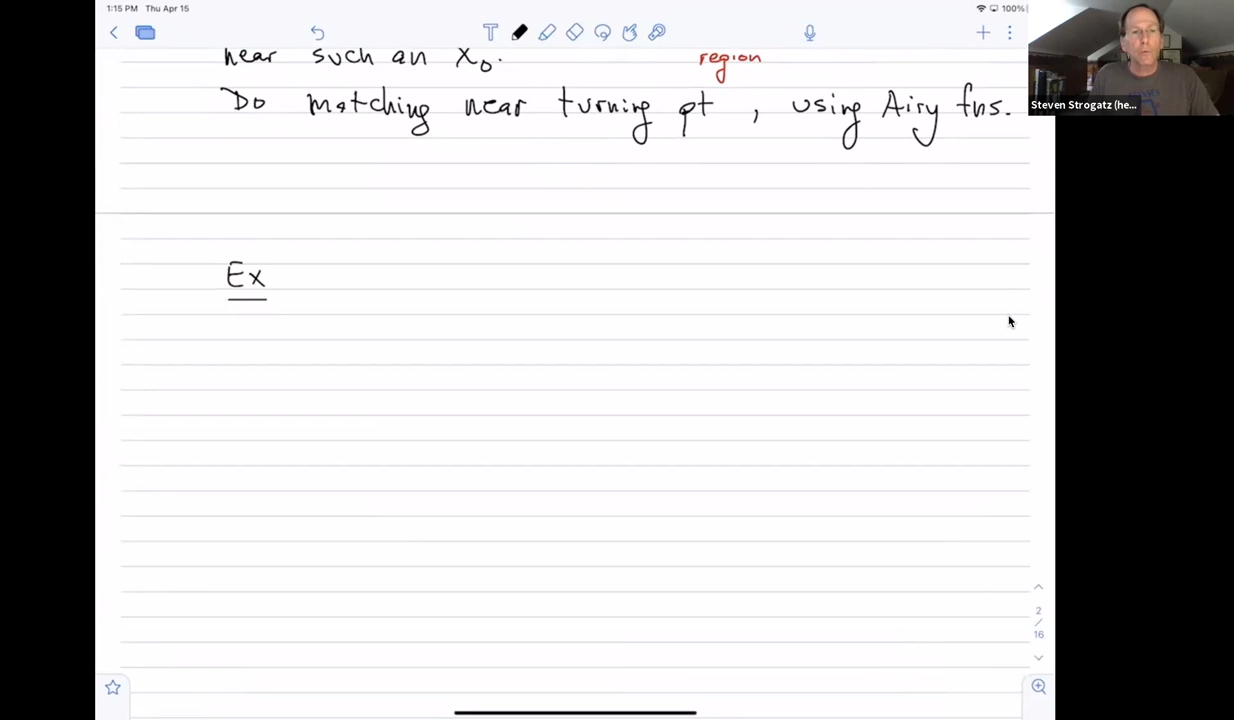 1:15 PM Thu Apr 15
100%
near such an x₀.
region
Do matching near turning pt , using Airy fns.
Steven Strogatz (he...
Ex
2
/
16